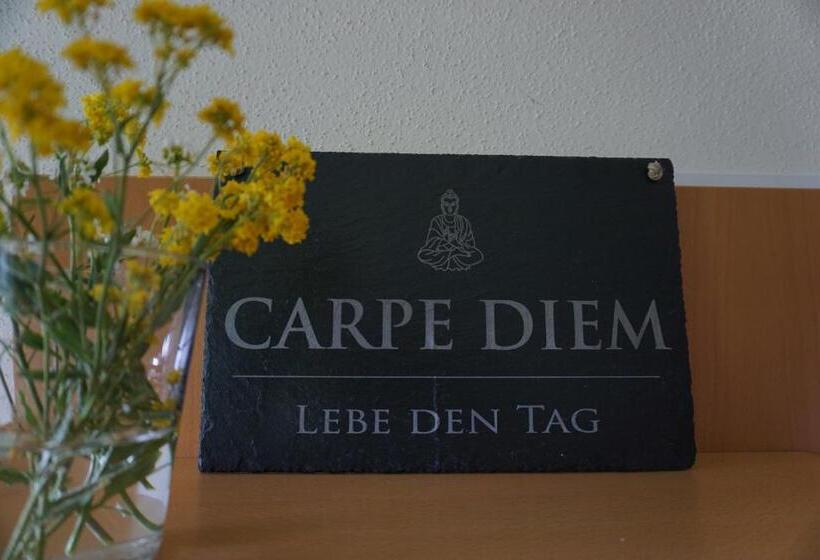 CARPE DIEM
LEBE DEN TAG